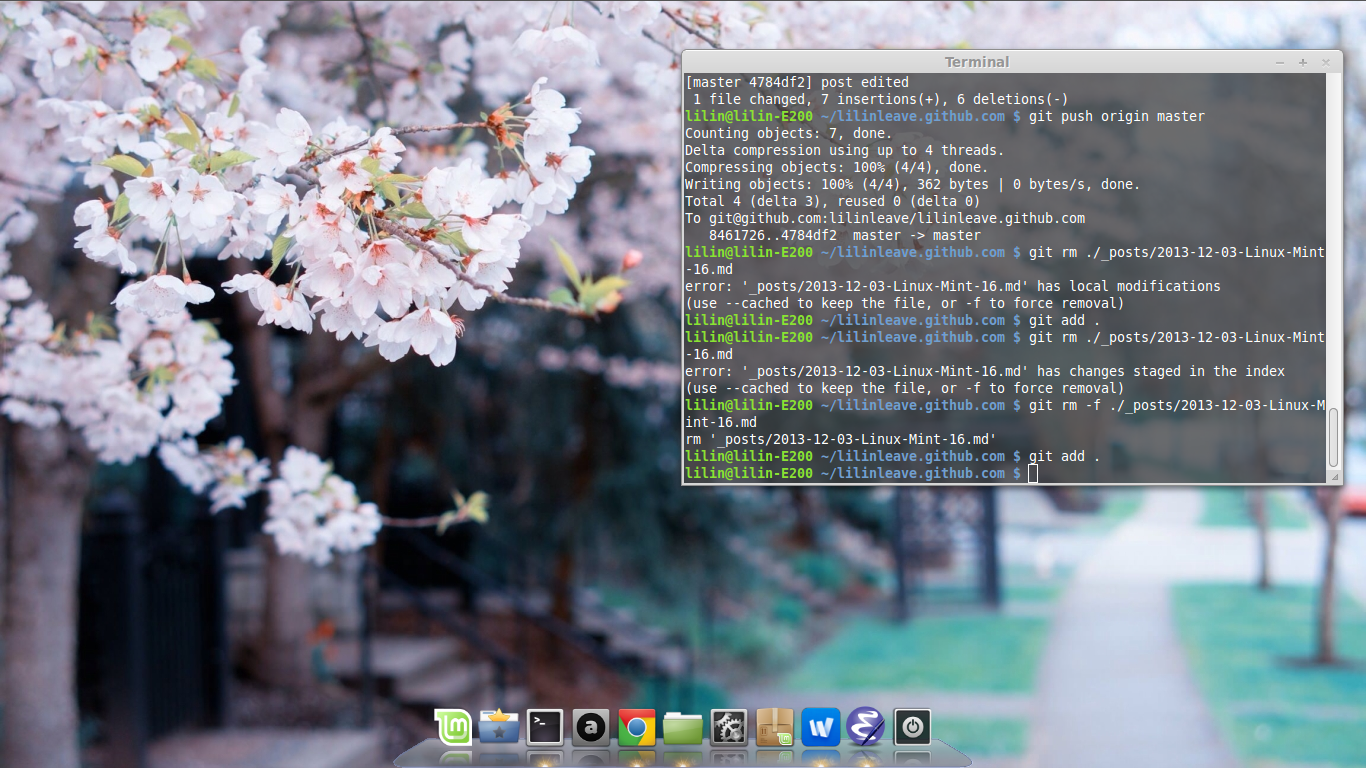 Terminal
[master 4784df2] post edited
 1 file changed, 7 insertions(+), 6 deletions(-)
lilin@lilin-E200 ~/lilinleave.github.com $ git push origin master
Counting objects: 7, done.
Delta compression using up to 4 threads.
Compressing objects: 100% (4/4), done.
Writing objects: 100% (4/4), 362 bytes | 0 bytes/s, done.
Total 4 (delta 3), reused 0 (delta 0)
To git@github.com:lilinleave/lilinleave.github.com
   8461726..4784df2  master -> master
lilin@lilin-E200 ~/lilinleave.github.com $ git rm ./_posts/2013-12-03-Linux-Mint
-16.md
error: '_posts/2013-12-03-Linux-Mint-16.md' has local modifications
(use --cached to keep the file, or -f to force removal)
lilin@lilin-E200 ~/lilinleave.github.com $ git add .
lilin@lilin-E200 ~/lilinleave.github.com $ git rm ./_posts/2013-12-03-Linux-Mint
-16.md
error: '_posts/2013-12-03-Linux-Mint-16.md' has changes staged in the index
(use --cached to keep the file, or -f to force removal)
lilin@lilin-E200 ~/lilinleave.github.com $ git rm -f ./_posts/2013-12-03-Linux-M
int-16.md
rm '_posts/2013-12-03-Linux-Mint-16.md'
lilin@lilin-E200 ~/lilinleave.github.com $ git add .
lilin@lilin-E200 ~/lilinleave.github.com $
>_ a W